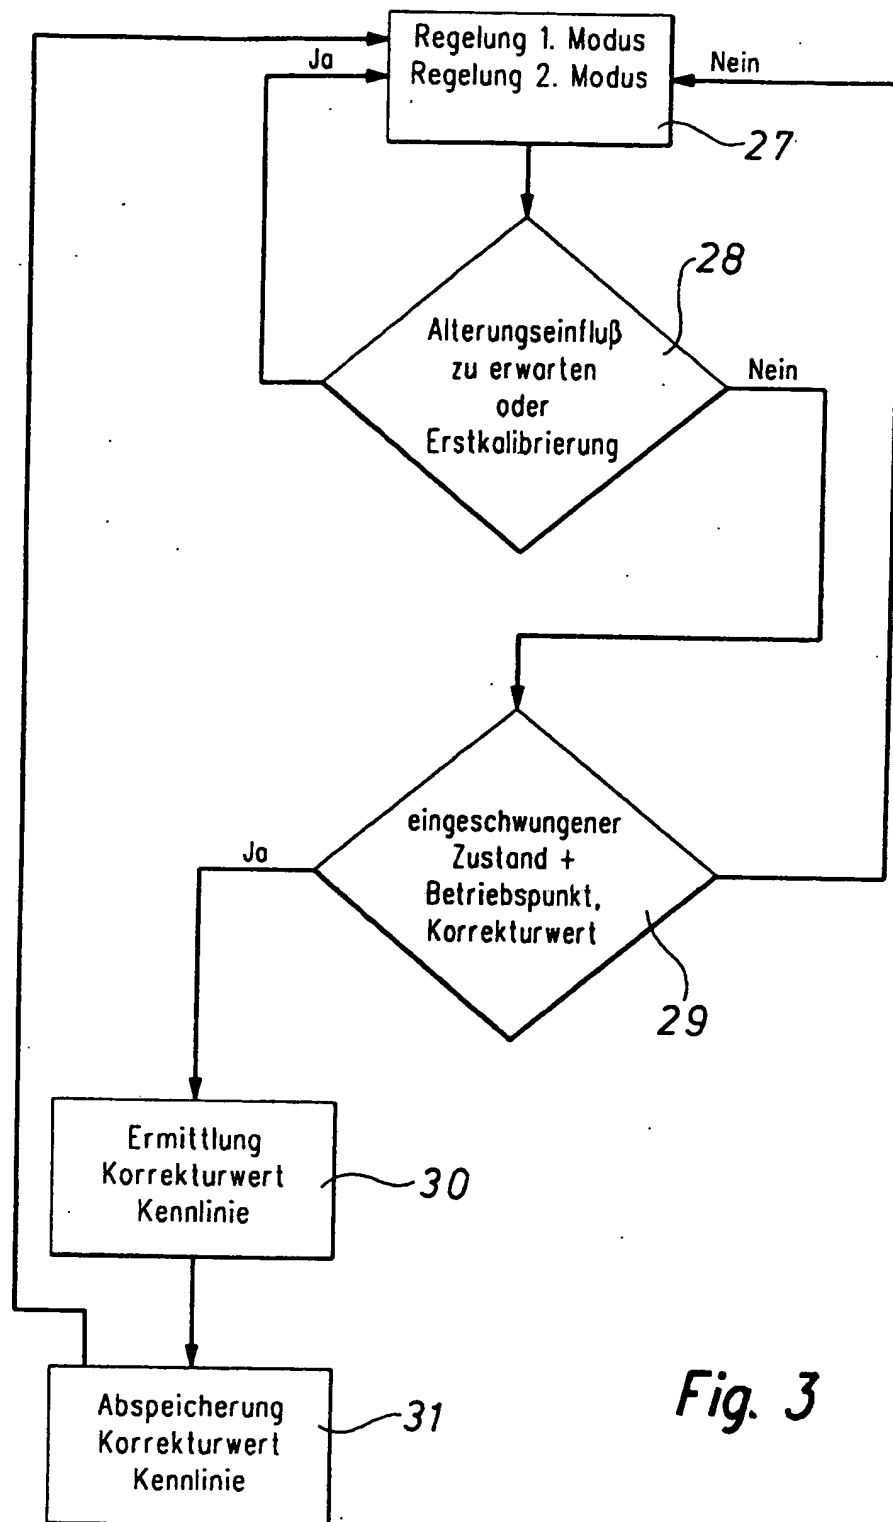 Regelung 1. Modus
Regelung 2. Modus
Ja
Nein
27
28
Alterungseinfluß
zu erwarten
oder
Erstkalibrierung
Nein
eingeschwungener
Zustand +
Betriebspunkt,
Korrekturwert
Ja
29
Ermittlung
Korrekturwert
Kennlinie
30
Abspeicherung
Korrekturwert
Kennlinie
31
Fig. 3